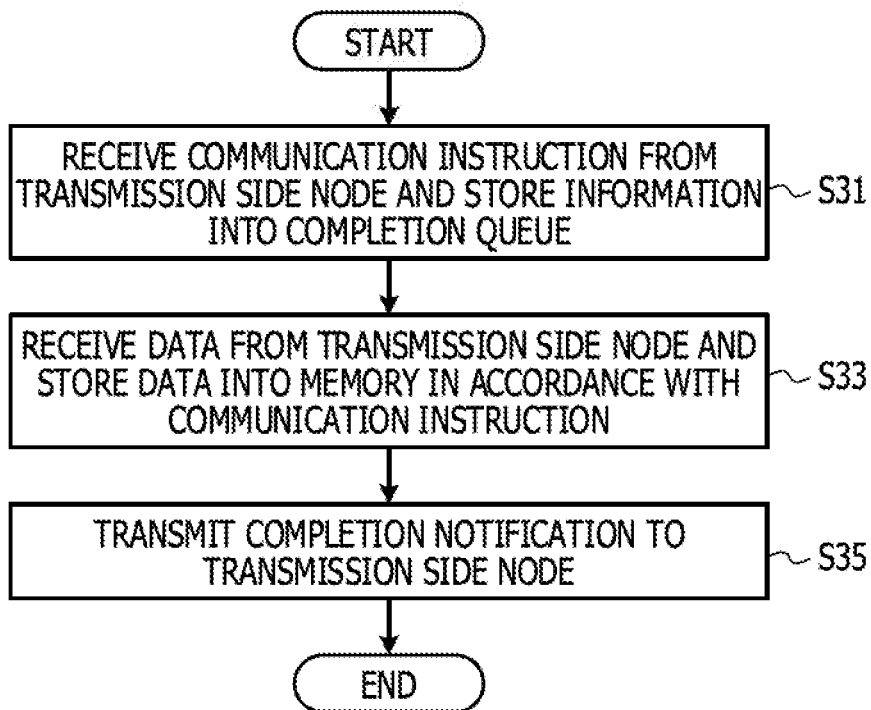 START
RECEIVE COMMUNICATION INSTRUCTION FROM
TRANSMISSION SIDE NODE AND STORE INFORMATION
INTO COMPLETION QUEUE
S31
RECEIVE DATA FROM TRANSMISSION SIDE NODE AND
STORE DATA INTO MEMORY IN ACCORDANCE WITH
COMMUNICATION INSTRUCTION
S33
TRANSMIT COMPLETION NOTIFICATION TO
TRANSMISSION SIDE NODE
S35
END